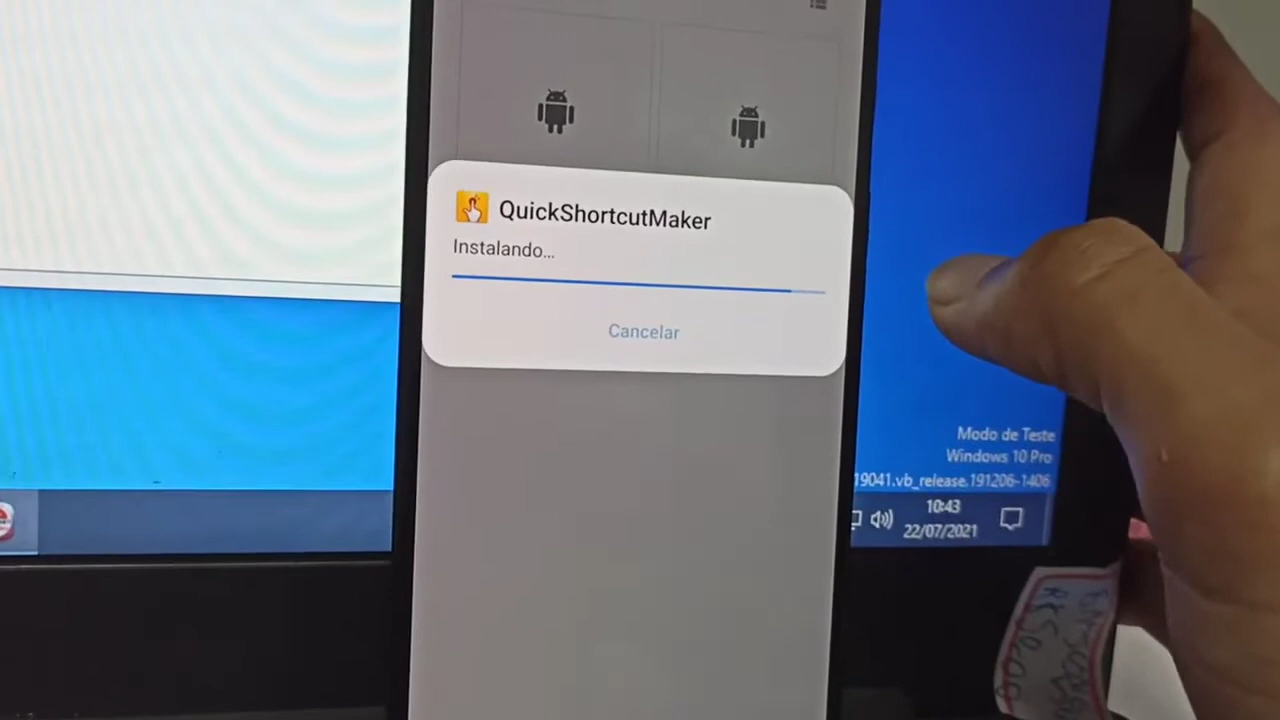 QuickShortcutMaker
Instalando...
Cancelar
Modo de Teste
Windows 10 Pro
19041.vb_release.191206-1406
10:43
22/07/2021